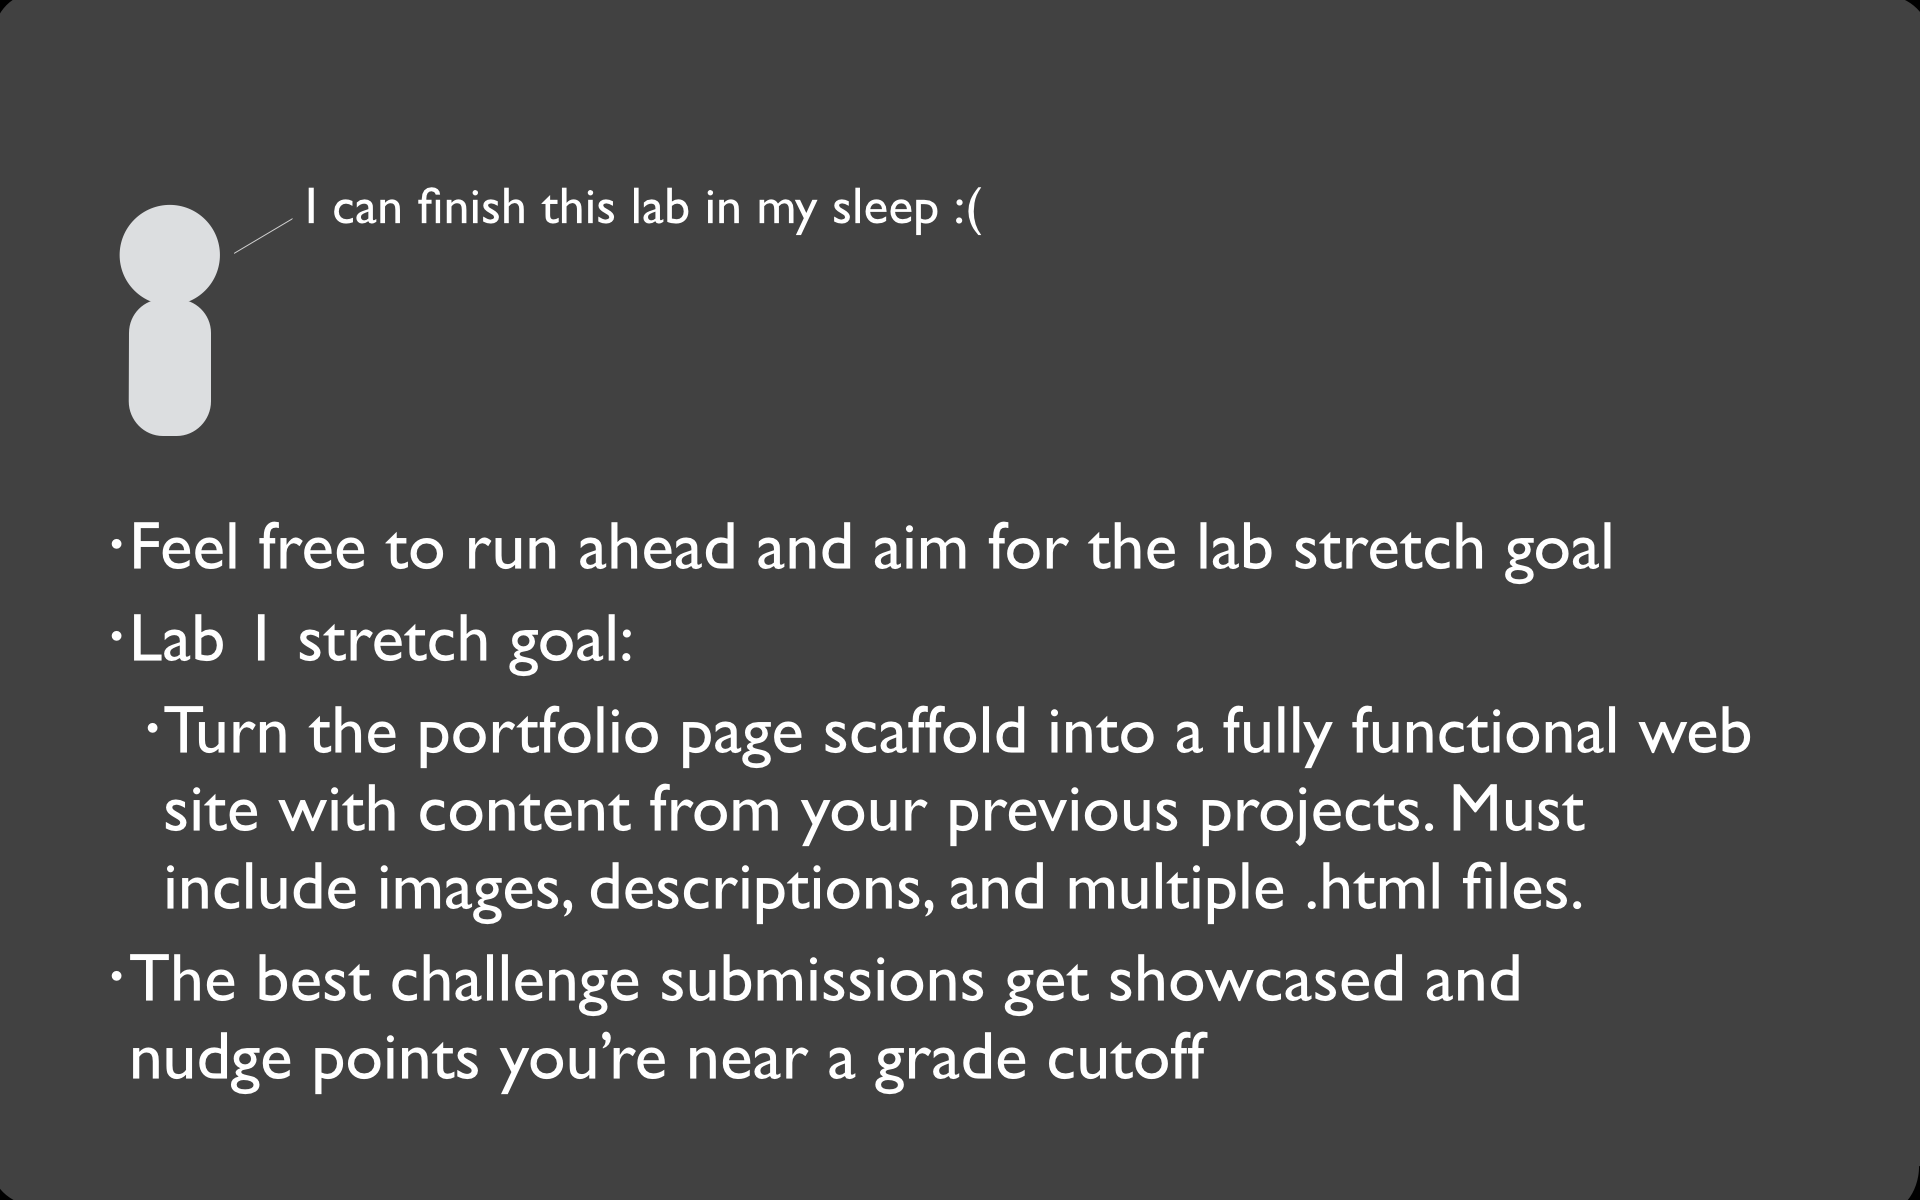 I can finish this lab in my sleep :(
·Feel free to run ahead and aim for the lab stretch goal
·Lab 1 stretch goal:
·Turn the portfolio page scaffold into a fully functional web
site with content from your previous projects. Must
include images, descriptions, and multiple .html files.
·The best challenge submissions get showcased and
nudge points you’re near a grade cutoff